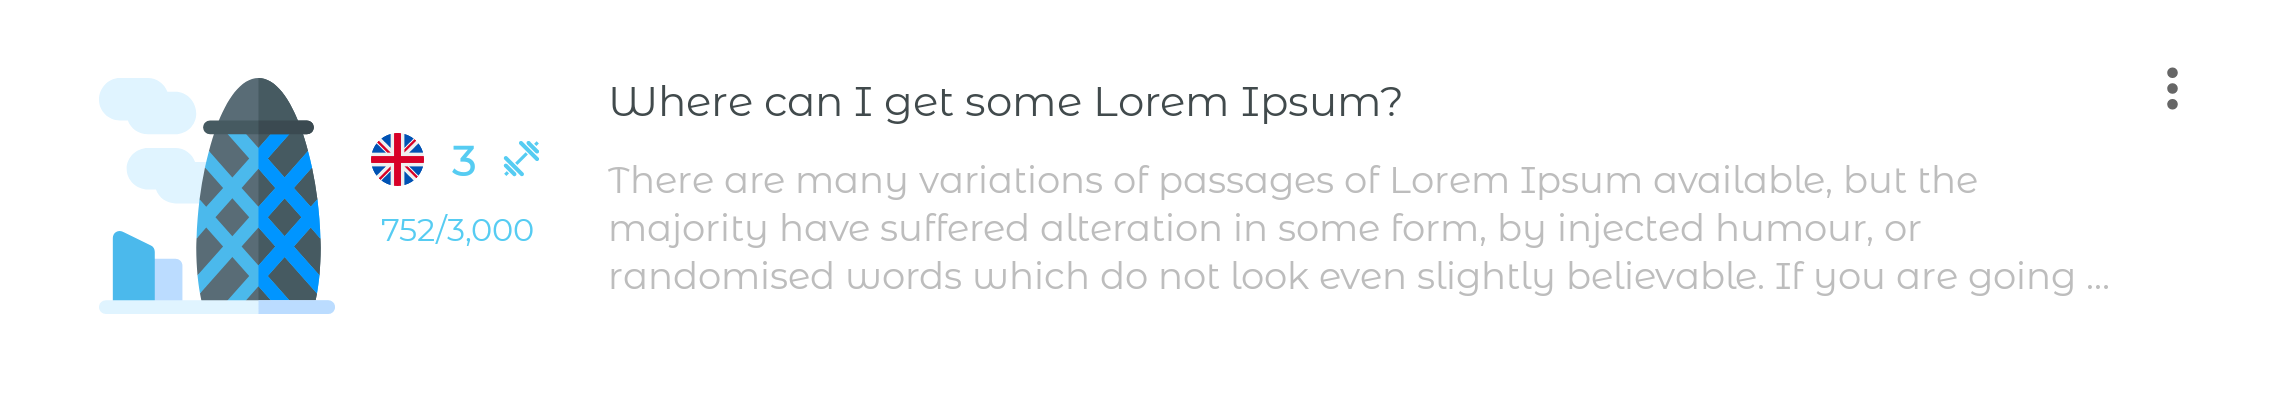 3
752/3,000
Where can I get some Lorem Ipsum?
There are many variations of passages of Lorem Ipsum available, but the
majority have suffered alteration in some form, by injected humour, or
randomised words which do not look even slightly believable. If you are going ...